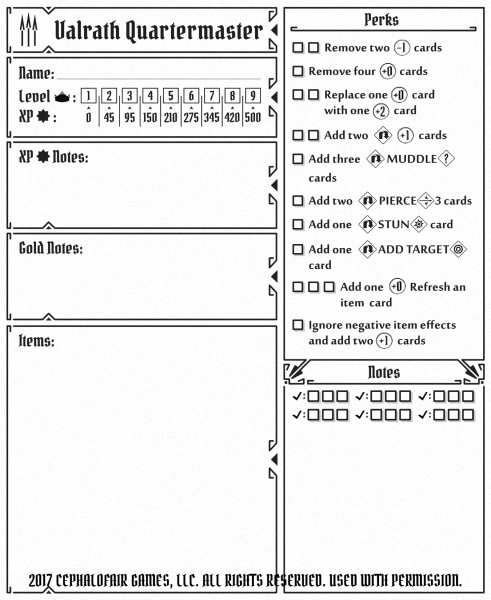 Valrath Quartermaster
Name:
Level : 1 2 3 4 5 6 7 8 9
XP : 0 45 95 150 210 275 345 420 500
XP Notes:
Gold Notes:
Items:
Perks
Remove two -1 cards
Remove four +0 cards
Replace one +0 card
with one +2 card
Add two +1 cards
Add three MUDDLE ?
cards
Add two PIERCE 3 cards
Add one STUN card
Add one ADD TARGET
card
Add one +0 Refresh an
item card
Ignore negative item effects
and add two +1 cards
Notes
✓: ✓: ✓:
✓: ✓: ✓:
2017 CEPHALOFAIR GAMES, LLC. ALL RIGHTS RESERVED. USED WITH PERMISSION.